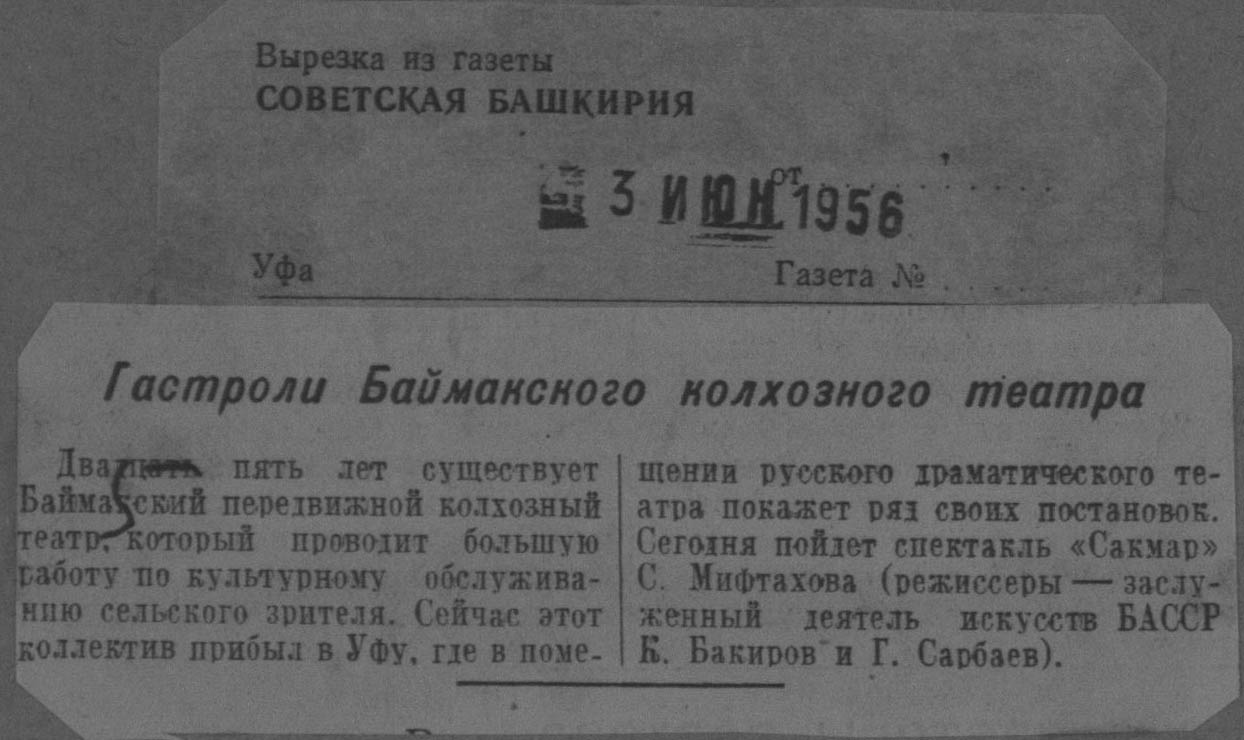 Вырезка из газеты
СОВЕТСКАЯ БАШКИРИЯ
от
3 ИЮН 1956
Уфа Газета №
Гастроли Баймакского колхозного театра
Двадцать пять лет существует
Баймакский передвижной колхозный
театр, который проводит большую
работу по культурному обслужива-
нию сельского зрителя. Сейчас этот
коллектив прибыл в Уфу, где в поме-
щении русского драматического те-
атра покажет ряд своих постановок.
Сегодня пойдет спектакль «Сакмар»
С. Мифтахова (режиссеры — заслу-
женный деятель искусств БАССР
К. Бакиров и Г. Сарбаев).